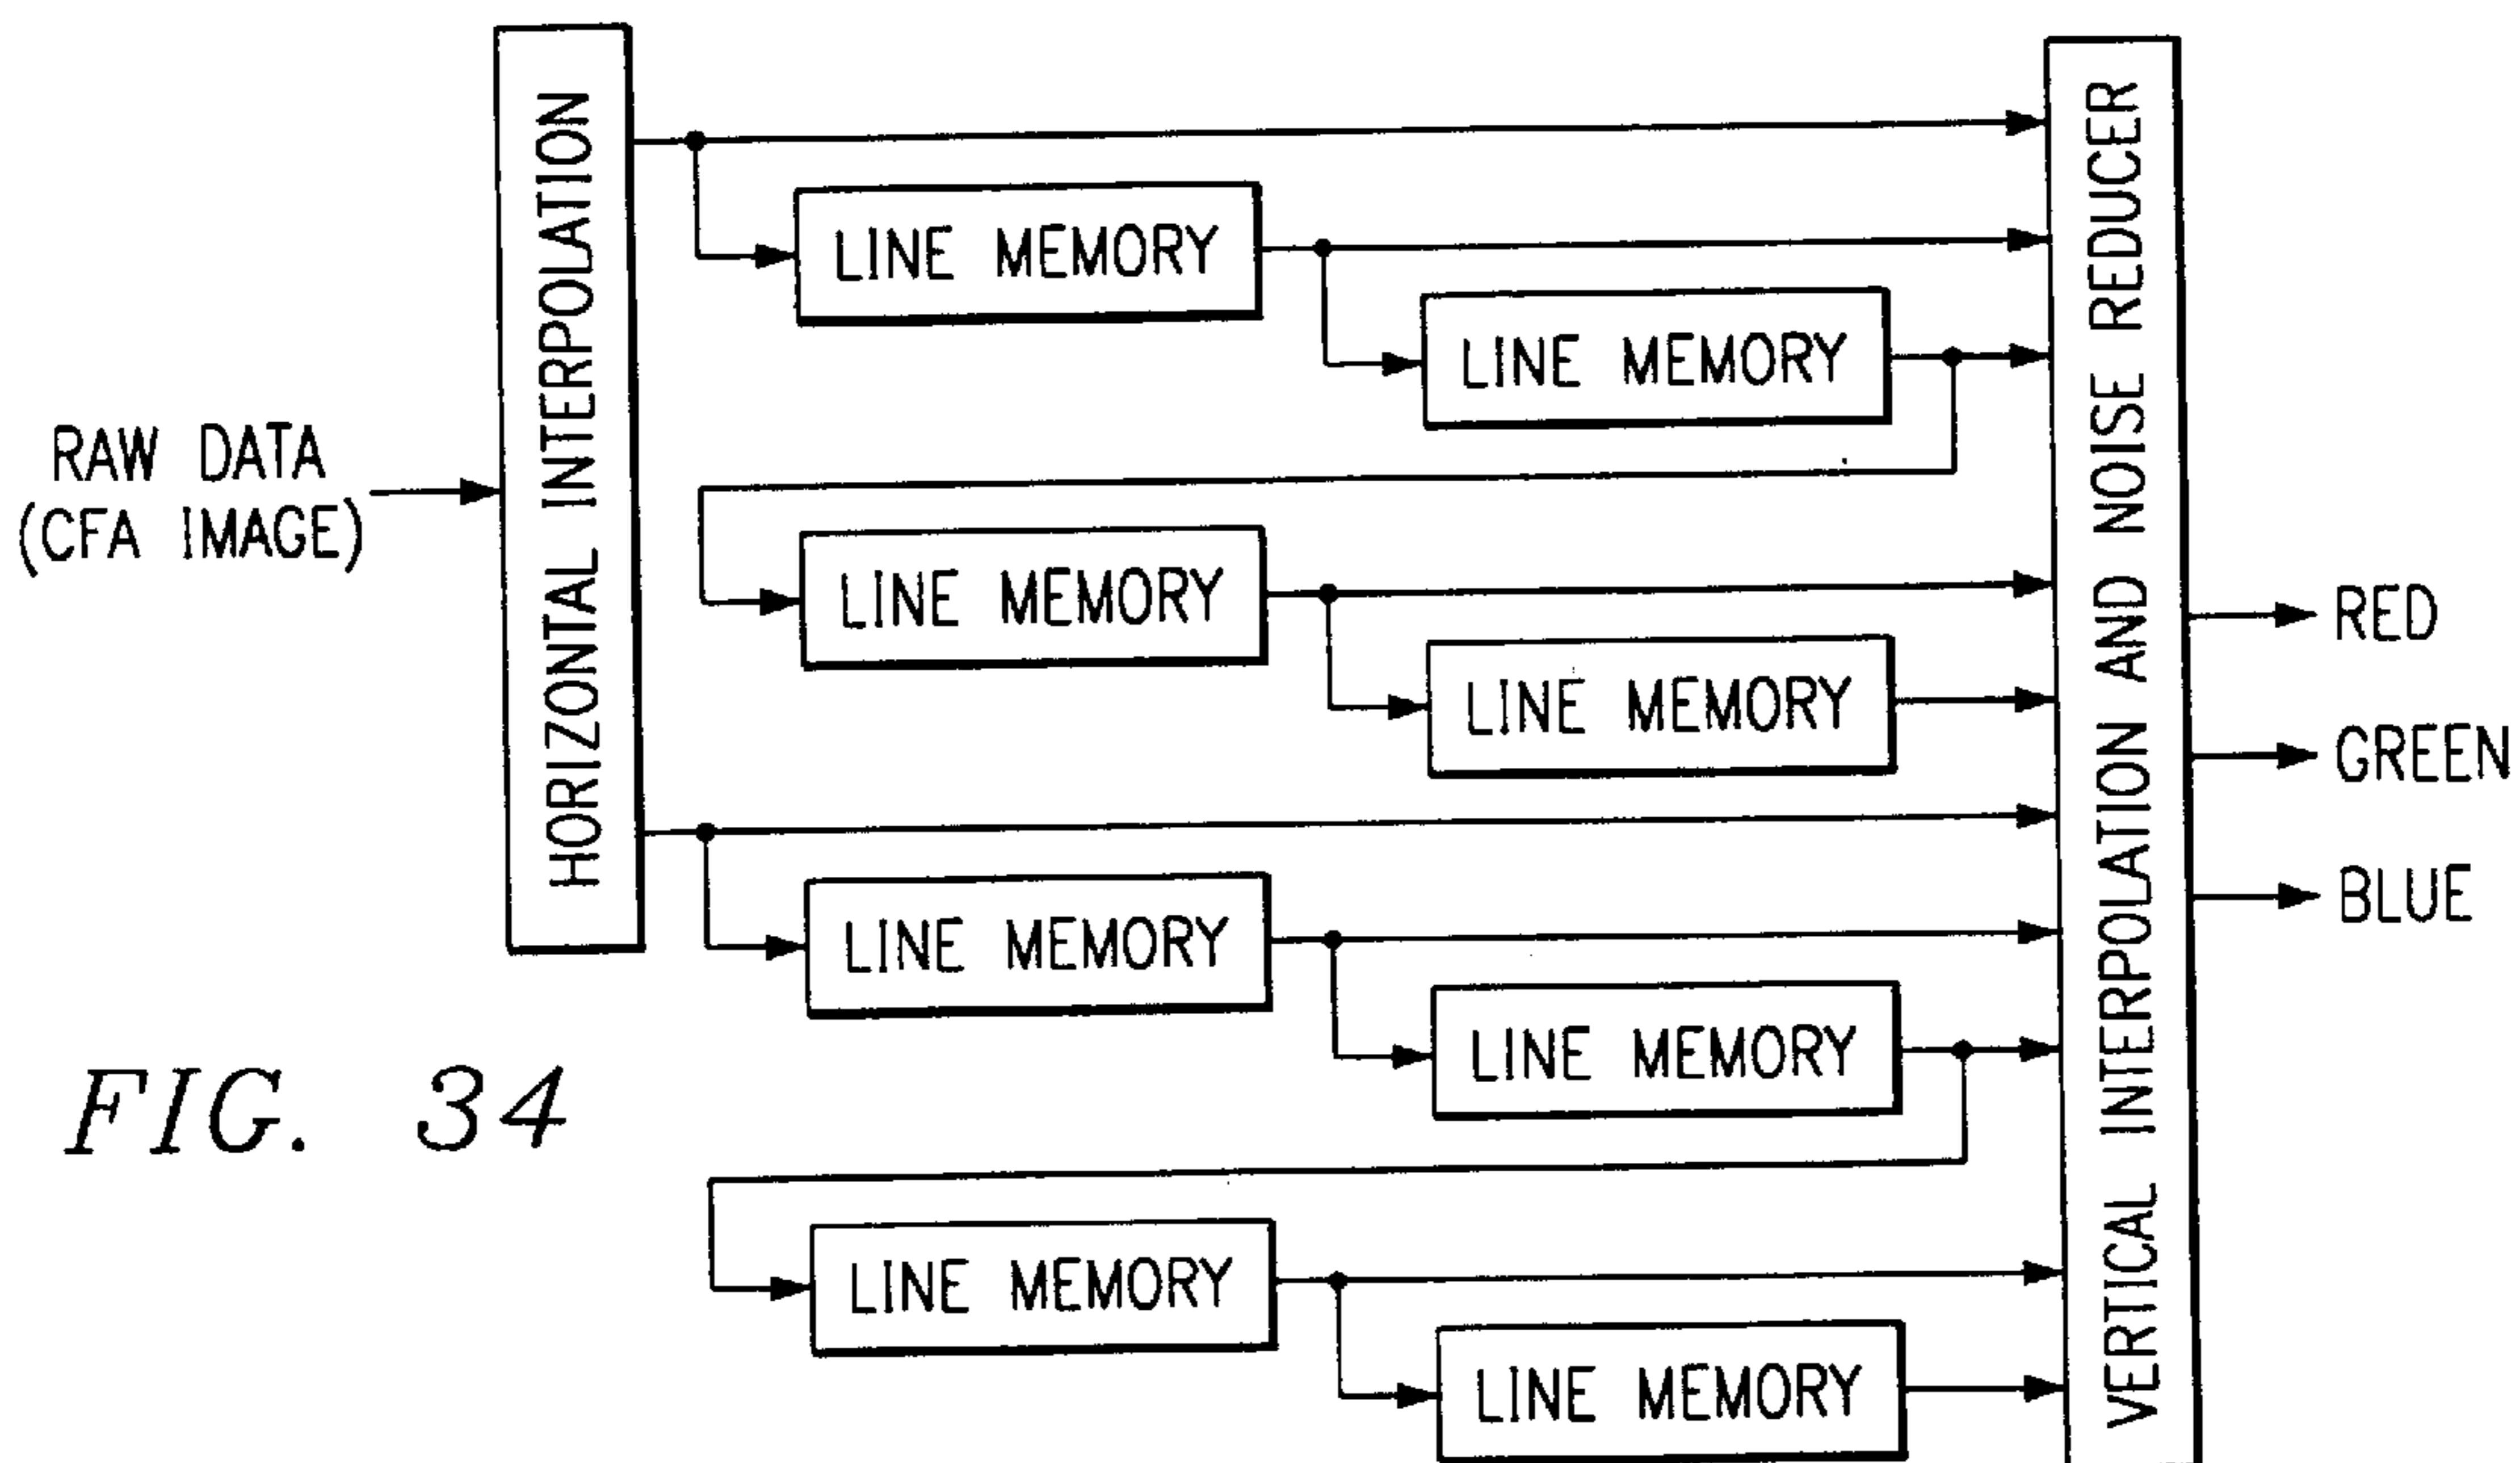 RAW DATA
(CFA IMAGE)
HORIZONTAL INTERPOLATION
LINE MEMORY
LINE MEMORY
LINE MEMORY
LINE MEMORY
LINE MEMORY
LINE MEMORY
LINE MEMORY
LINE MEMORY
VERTICAL INTERPOLATION AND NOISE REDUCER
RED
GREEN
BLUE
FIG. 34